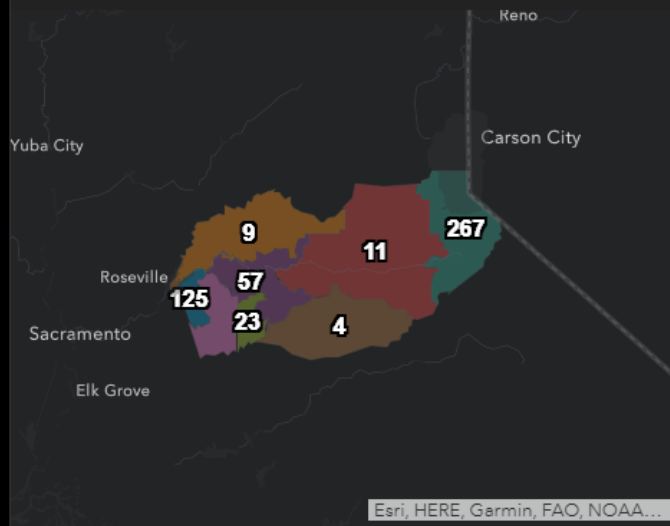 Reno
Carson City
Yuba City
9
267
11
Roseville
57
125
23
4
Sacramento
Elk Grove
Esri, HERE, Garmin, FAO, NOAA...